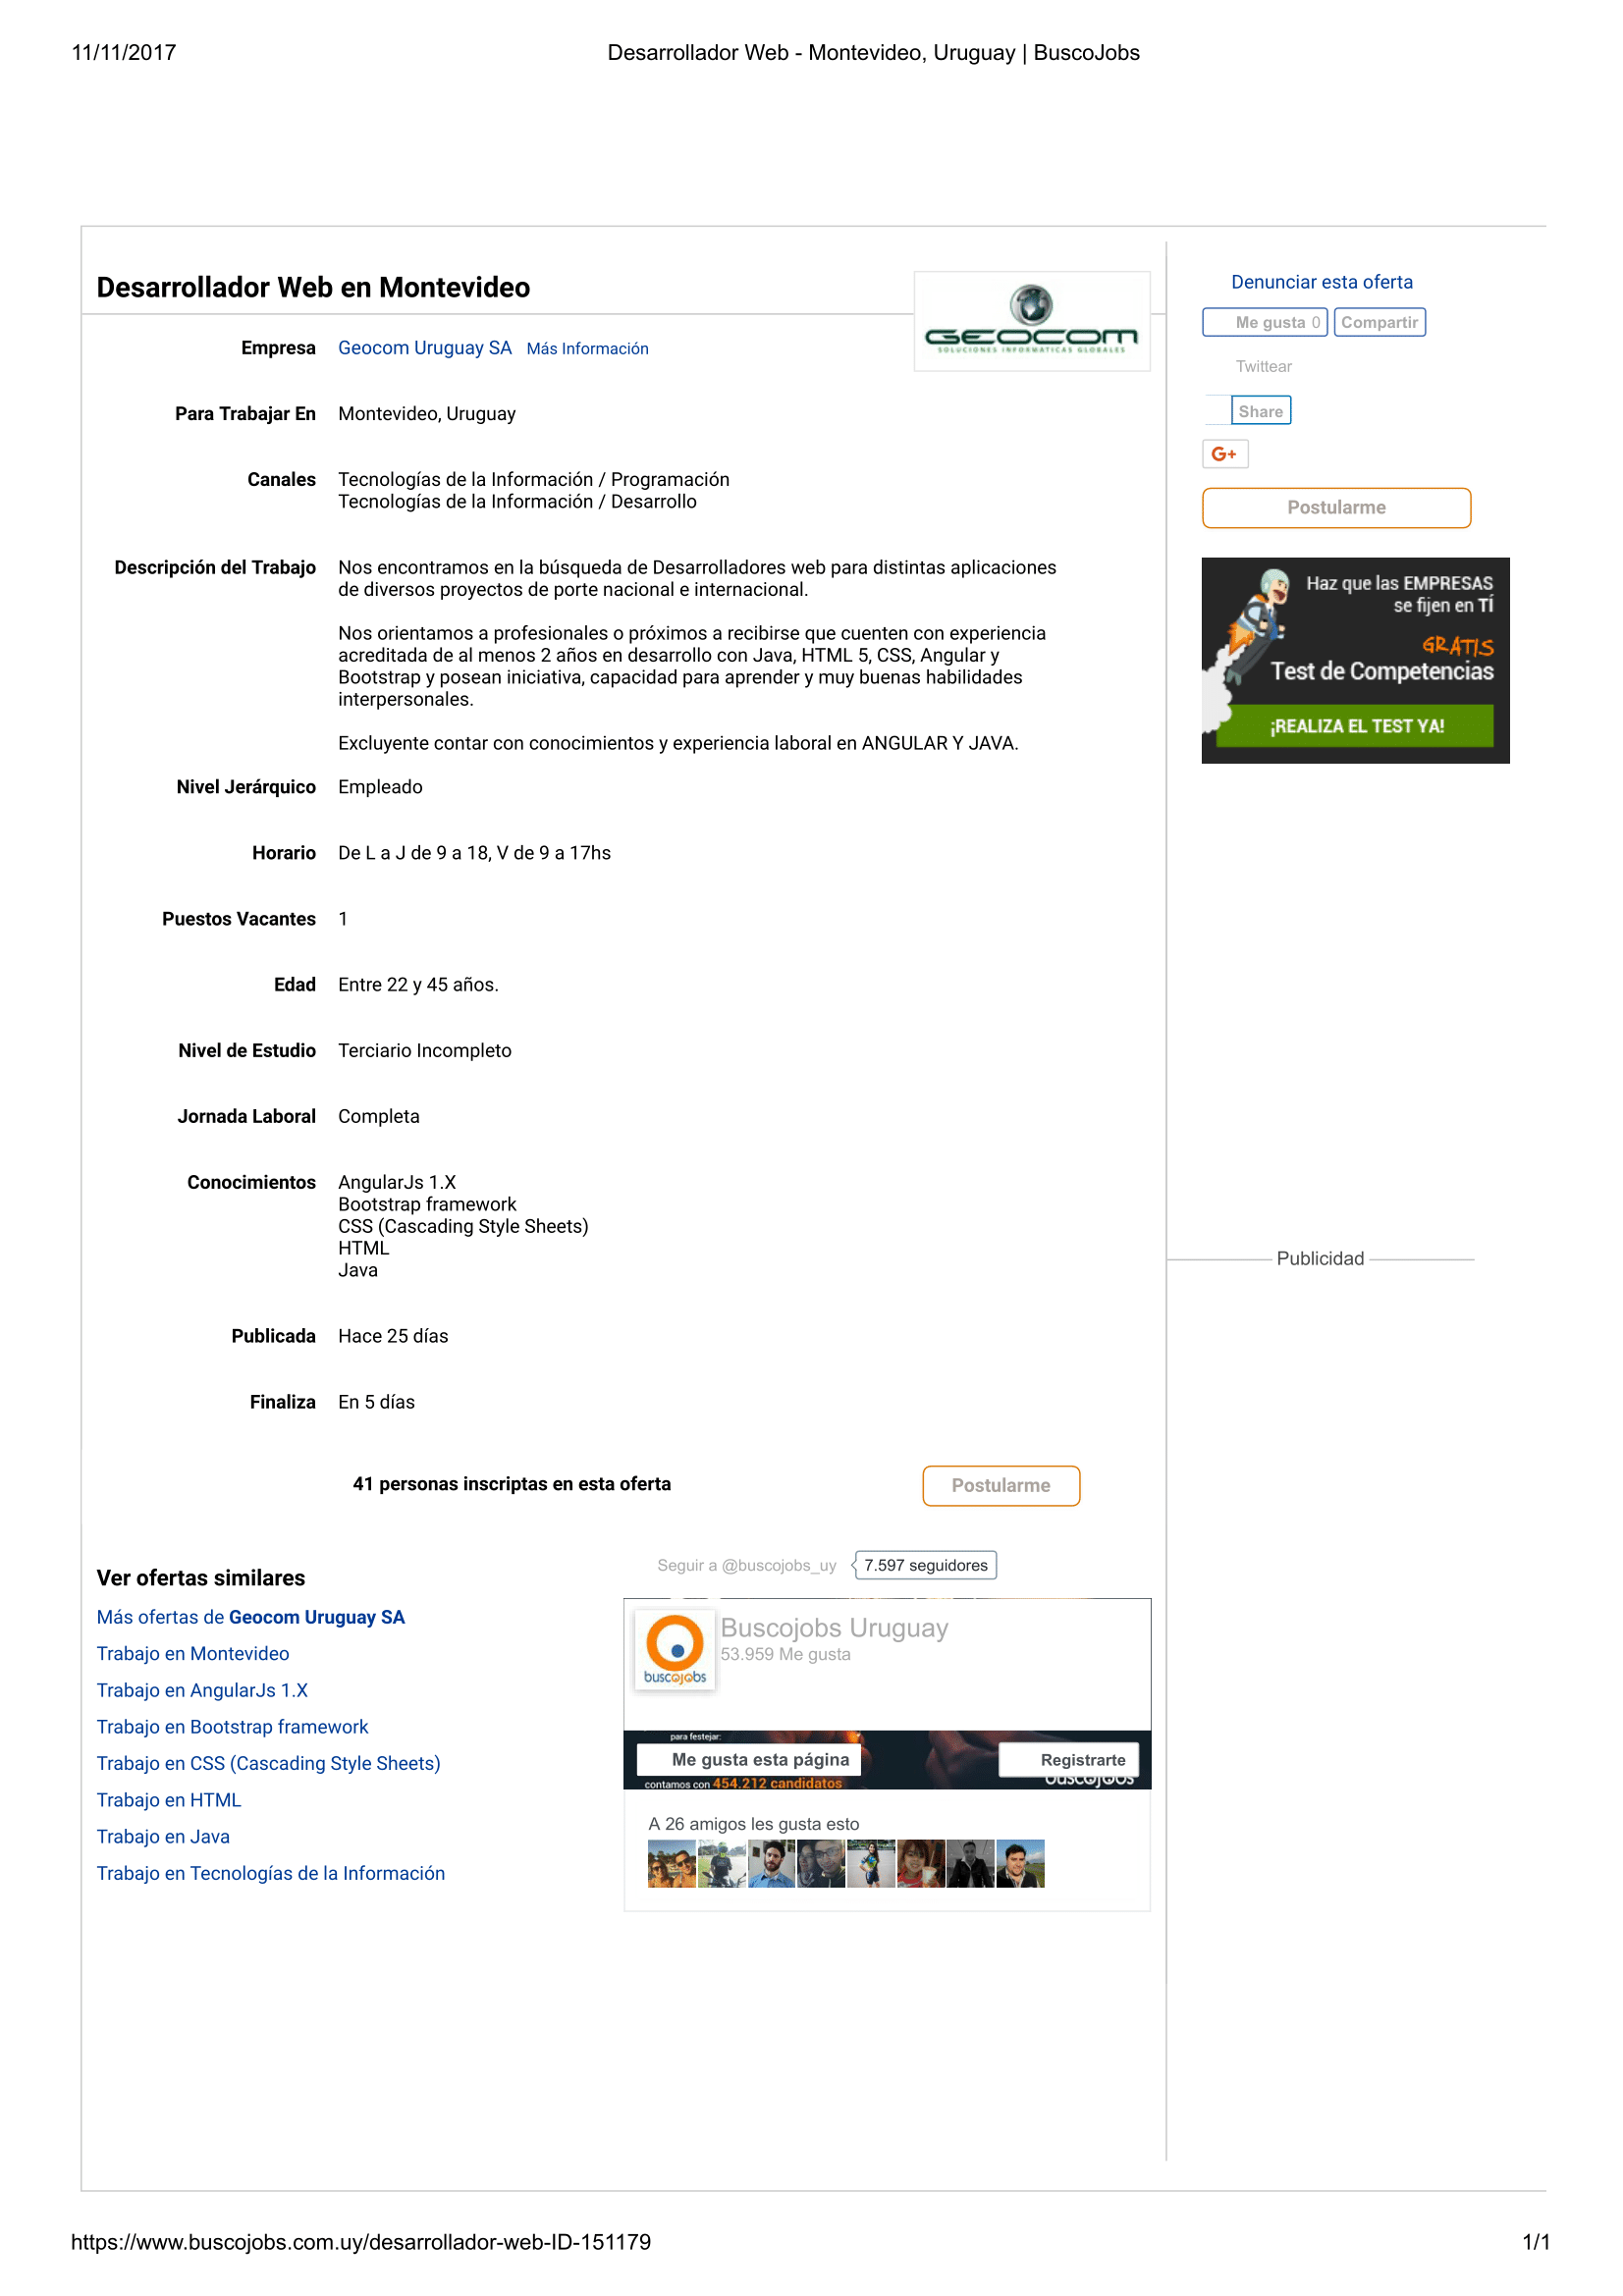 11/11/2017
Desarrollador Web - Montevideo, Uruguay | BuscoJobs
Desarrollador Web en Montevideo
GEOCOM
SOLUCIONES INFORMATICAS GLOBALES
Empresa Geocom Uruguay SA Más Información
Para Trabajar En Montevideo, Uruguay
Canales Tecnologías de la Información / Programación
Tecnologías de la Información / Desarrollo
Descripción del Trabajo Nos encontramos en la búsqueda de Desarrolladores web para distintas aplicaciones
de diversos proyectos de porte nacional e internacional.
Nos orientamos a profesionales o próximos a recibirse que cuenten con experiencia
acreditada de al menos 2 años en desarrollo con Java, HTML 5, CSS, Angular y
Bootstrap y posean iniciativa, capacidad para aprender y muy buenas habilidades
interpersonales.
Excluyente contar con conocimientos y experiencia laboral en ANGULAR Y JAVA.
Nivel Jerárquico Empleado
Horario De L a J de 9 a 18, V de 9 a 17hs
Puestos Vacantes 1
Edad Entre 22 y 45 años.
Nivel de Estudio Terciario Incompleto
Jornada Laboral Completa
Conocimientos AngularJs 1.X
Bootstrap framework
CSS (Cascading Style Sheets)
HTML
Java
Publicada Hace 25 días
Finaliza En 5 días
41 personas inscriptas en esta oferta
Postularme
Denunciar esta oferta
Me gusta 0 Compartir
Twittear
Share
G+
Postularme
Haz que las EMPRESAS
se fijen en TÍ
GRATIS
Test de Competencias
¡REALIZA EL TEST YA!
Publicidad
Ver ofertas similares
Más ofertas de Geocom Uruguay SA
Trabajo en Montevideo
Trabajo en AngularJs 1.X
Trabajo en Bootstrap framework
Trabajo en CSS (Cascading Style Sheets)
Trabajo en HTML
Trabajo en Java
Trabajo en Tecnologías de la Información
Seguir a @buscojobs_uy 7.597 seguidores
buscojobs
Buscojobs Uruguay
53.959 Me gusta
para festejar:
Me gusta esta página
Registrarte
contamos con 454.212 candidatos
buscojobs
A 26 amigos les gusta esto
https://www.buscojobs.com.uy/desarrollador-web-ID-151179
1/1